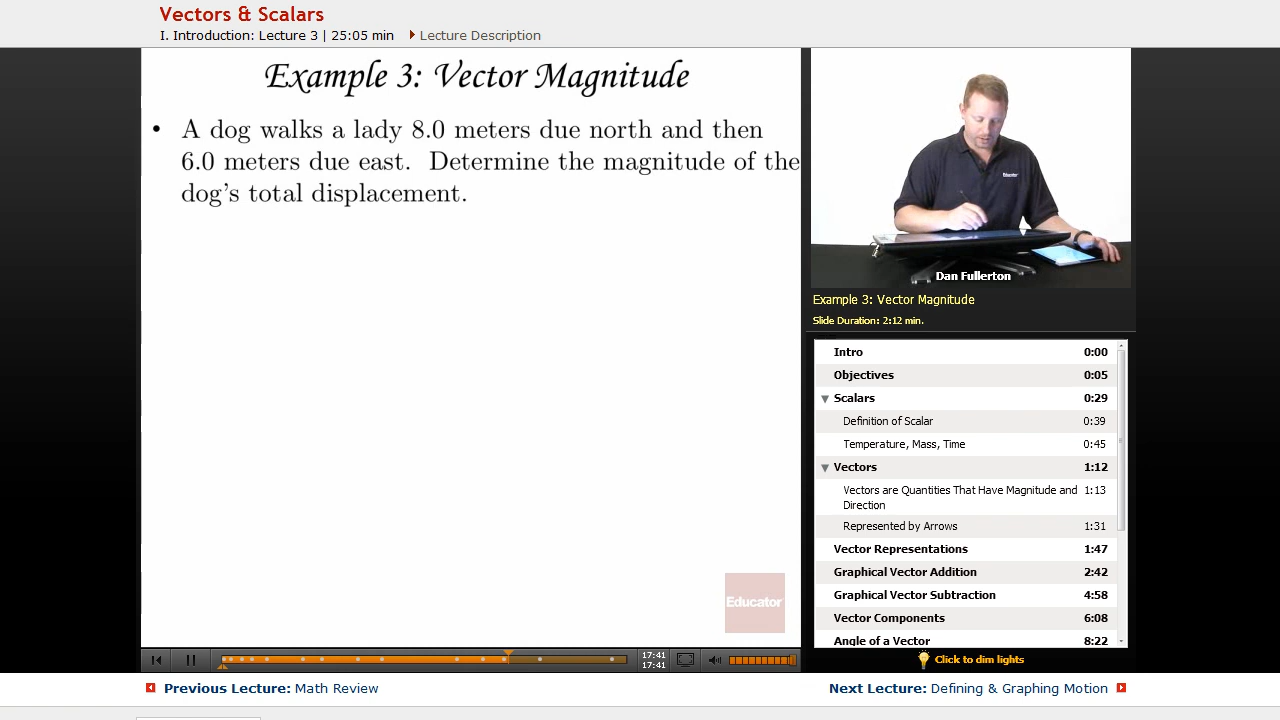 Vectors & Scalars
I. Introduction: Lecture 3 | 25:05 min
Lecture Description
Example 3: Vector Magnitude
• A dog walks a lady 8.0 meters due north and then
6.0 meters due east. Determine the magnitude of the
dog's total displacement.
Educator
Educator
Dan Fullerton
Example 3: Vector Magnitude
Slide Duration: 2:12 min.
Intro 0:00
Objectives 0:05
Scalars 0:29
Definition of Scalar 0:39
Temperature, Mass, Time 0:45
Vectors 1:12
Vectors are Quantities That Have Magnitude and 1:13
Direction
Represented by Arrows 1:31
Vector Representations 1:47
Graphical Vector Addition 2:42
Graphical Vector Subtraction 4:58
Vector Components 6:08
Angle of a Vector 8:22
17:41
17:41
Click to dim lights
Previous Lecture: Math Review
Next Lecture: Defining & Graphing Motion